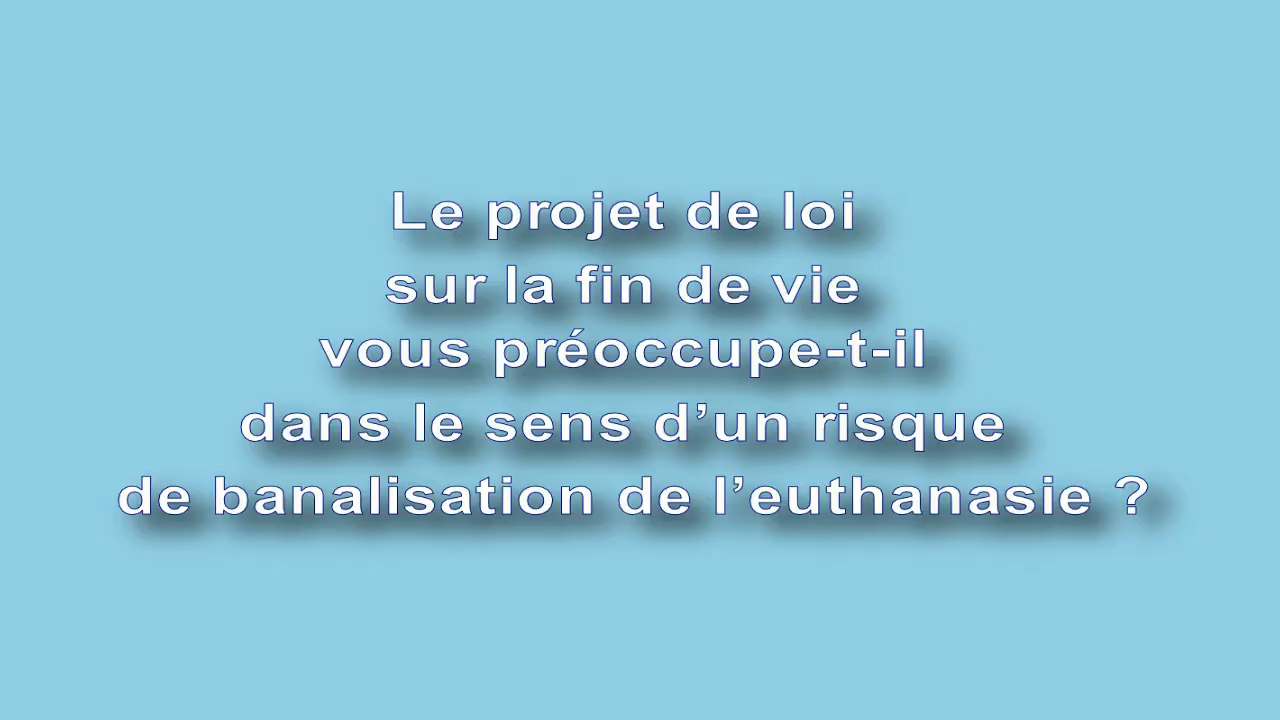 Le projet de loi
sur la fin de vie
vous préoccupe-t-il
dans le sens d’un risque
de banalisation de l’euthanasie ?